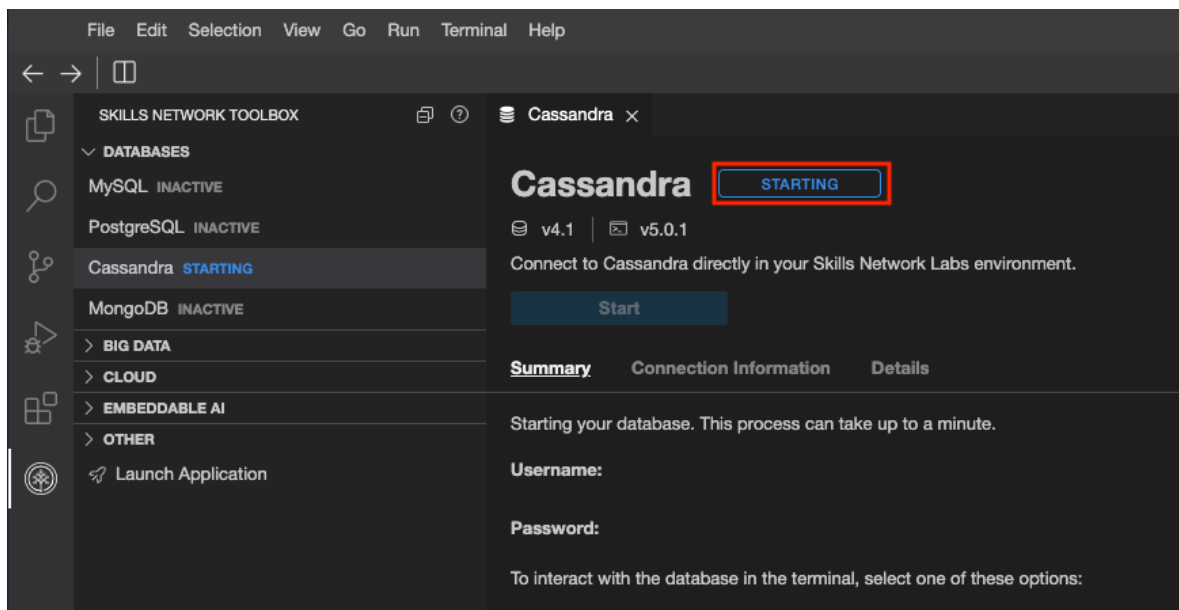 File Edit Selection View Go Run Terminal Help
SKILLS NETWORK TOOLBOX
DATABASES
MySQL INACTIVE
PostgreSQL INACTIVE
Cassandra STARTING
MongoDB INACTIVE
BIG DATA
CLOUD
EMBEDDABLE AI
OTHER
Launch Application
Cassandra
Cassandra STARTING
v4.1 v5.0.1
Connect to Cassandra directly in your Skills Network Labs environment.
Start
Summary Connection Information Details
Starting your database. This process can take up to a minute.
Username:
Password:
To interact with the database in the terminal, select one of these options: